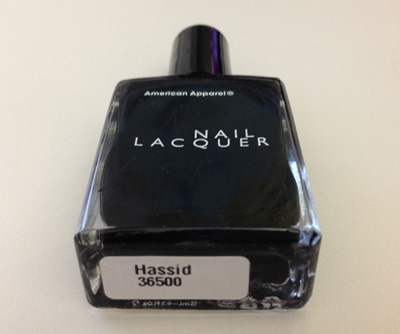 American Apparel®
NAIL
LACQUER
Hassid
36500